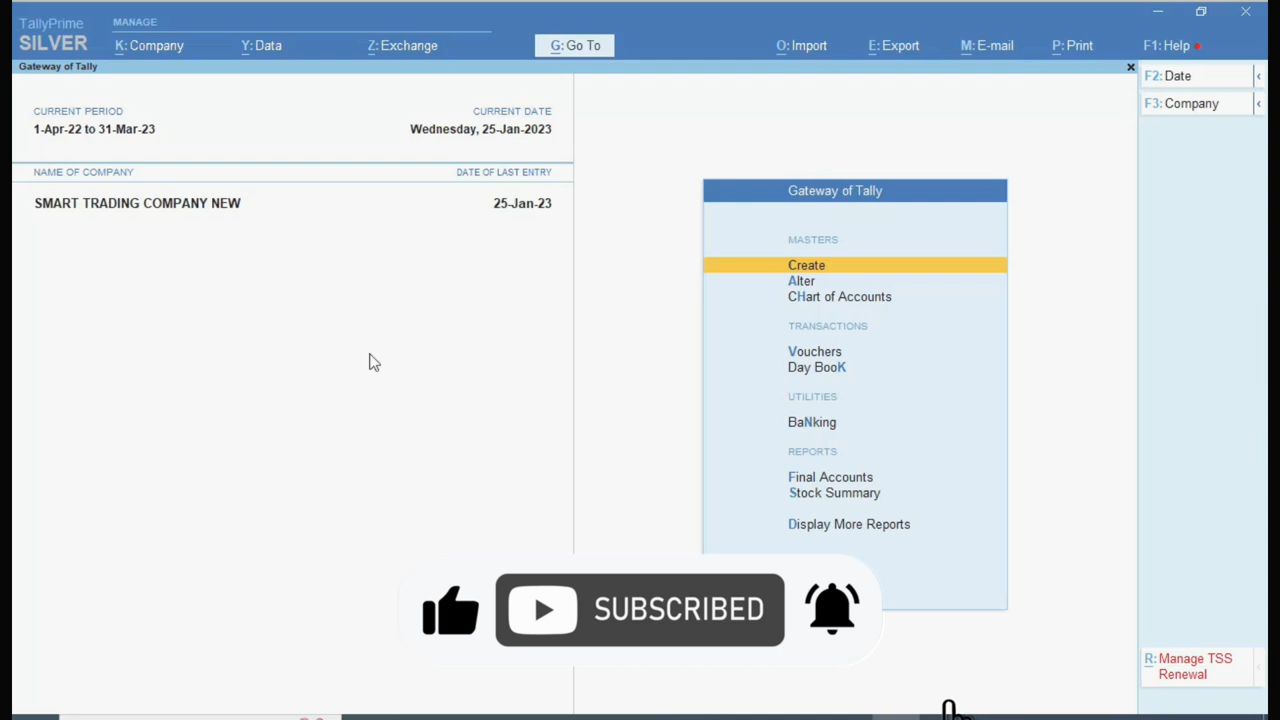 TallyPrime
MANAGE
SILVER
K: Company
Y: Data
Z: Exchange
G: Go To
O: Import
E: Export
M: E-mail
P: Print
F1: Help
Gateway of Tally
F2: Date
F3: Company
CURRENT PERIOD
CURRENT DATE
1-Apr-22 to 31-Mar-23
Wednesday, 25-Jan-2023
NAME OF COMPANY
DATE OF LAST ENTRY
SMART TRADING COMPANY NEW
25-Jan-23
Gateway of Tally
MASTERS
Create
Alter
CHart of Accounts
TRANSACTIONS
Vouchers
Day BooK
UTILITIES
BaNking
REPORTS
Final Accounts
Stock Summary
Display More Reports
SUBSCRIBED
R: Manage TSS
Renewal